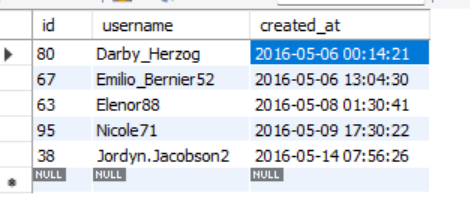 id username created_at
80 Darby_Herzog 2016-05-06 00:14:21
67 Emilio_Bernier52 2016-05-06 13:04:30
63 Elenor88 2016-05-08 01:30:41
95 Nicole71 2016-05-09 17:30:22
38 Jordyn.Jacobson2 2016-05-14 07:56:26
NULL NULL NULL